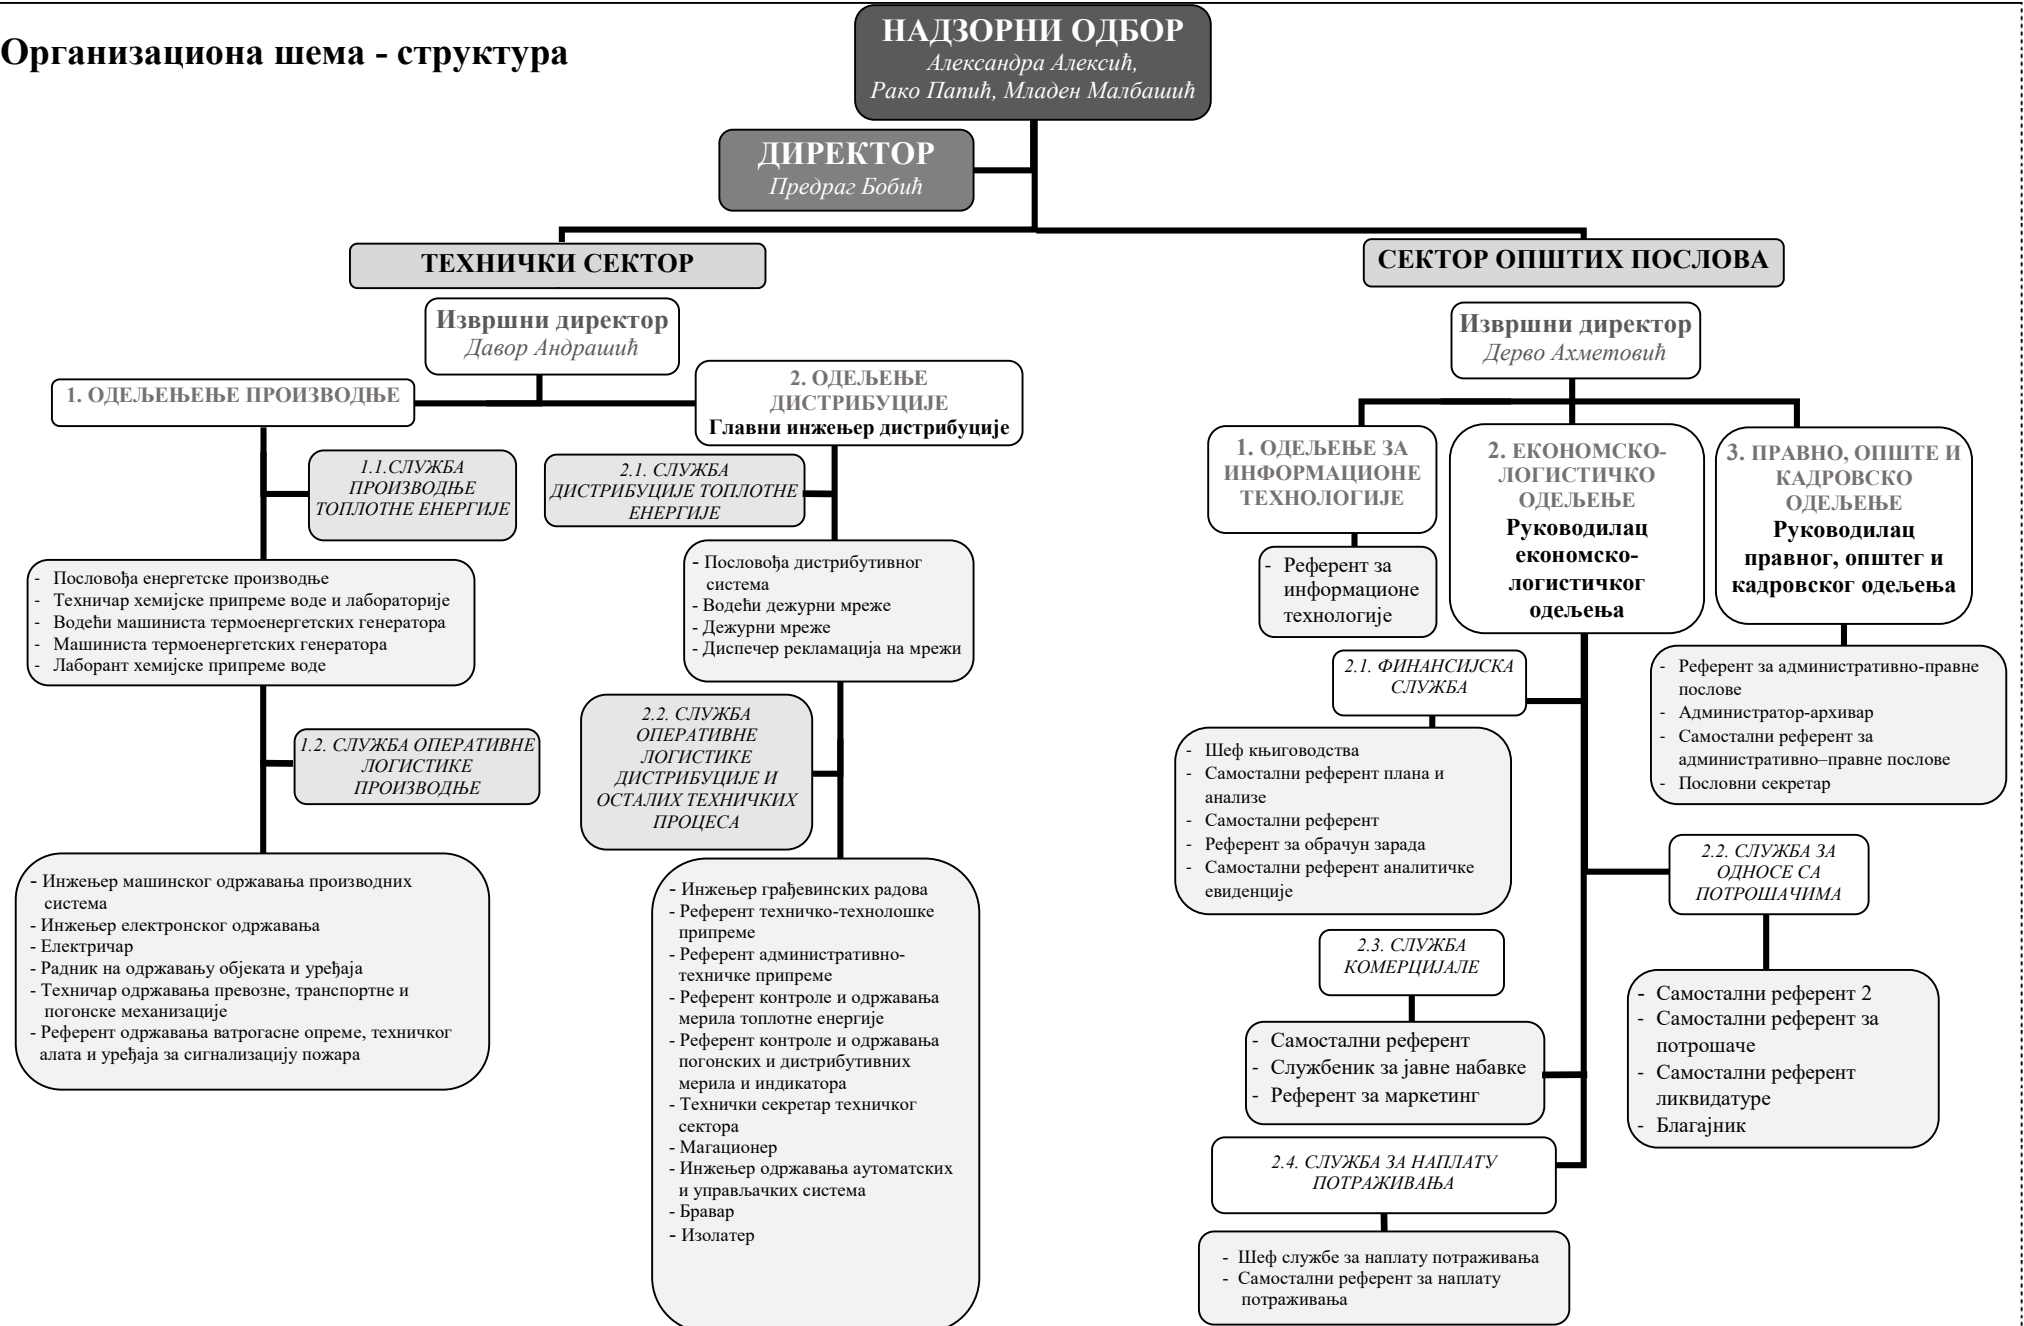 Организациона шема - структура
НАДЗОРНИ ОДБОР
Александра Алексић,
Рако Папић, Младен Малбашић
ДИРЕКТОР
Предраг Бобић
ТЕХНИЧКИ СЕКТОР
Извршни директор
Давор Андрашић
1. ОДЕЉЕЊЕЊЕ ПРОИЗВОДЊЕ
1.1.СЛУЖБА
ПРОИЗВОДЊЕ
ТОПЛОТНЕ ЕНЕРГИЈЕ
- Пословођа енергетске производње
- Техничар хемијске припреме воде и лабораторије
- Водећи машиниста термоенергетских генератора
- Машиниста термоенергетских генератора
- Лаборант хемијске припреме воде
1.2. СЛУЖБА ОПЕРАТИВНЕ
ЛОГИСТИКЕ
ПРОИЗВОДЊЕ
- Инжењер машинског одржавања производних
система
- Инжењер електронског одржавања
- Електричар
- Радник на одржавању објеката и уређаја
- Техничар одржавања превозне, транспортне и
погонске механизације
- Референт одржавања ватрогасне опреме, техничког
алата и уређаја за сигнализацију пожара
2. ОДЕЉЕЊЕ
ДИСТРИБУЦИЈЕ
Главни инжењер дистрибуције
2.1. СЛУЖБА
ДИСТРИБУЦИЈЕ ТОПЛОТНЕ
ЕНЕРГИЈЕ
- Пословођа дистрибутивног
система
- Водећи дежурни мреже
- Дежурни мреже
- Диспечер рекламација на мрежи
2.2. СЛУЖБА
ОПЕРАТИВНЕ
ЛОГИСТИКЕ
ДИСТРИБУЦИЈЕ И
ОСТАЛИХ ТЕХНИЧКИХ
ПРОЦЕСА
- Инжењер грађевинских радова
- Референт техничко-технолошке
припреме
- Референт административно-
техничке припреме
- Референт контроле и одржавања
мерила топлотне енергије
- Референт контроле и одржавања
погонских и дистрибутивних
мерила и индикатора
- Технички секретар техничког
сектора
- Магационер
- Инжењер одржавања аутоматских
и управљачких система
- Бравар
- Изолатер
СЕКТОР ОПШТИХ ПОСЛОВА
Извршни директор
Дерво Ахметовић
1. ОДЕЉЕЊЕ ЗА
ИНФОРМАЦИОНЕ
ТЕХНОЛОГИЈЕ
- Референт за
информационе
технологије
2. ЕКОНОМСКО-
ЛОГИСТИЧКО
ОДЕЉЕЊЕ
Руководилац
економско-
логистичког
одељења
2.1. ФИНАНСИЈСКА
СЛУЖБА
- Шеф књиговодства
- Самостални референт плана и
анализе
- Самостални референт
- Референт за обрачун зарада
- Самостални референт аналитичке
евиденције
2.2. СЛУЖБА ЗА
ОДНОСЕ СА
ПОТРОШАЧИМА
- Самостални референт 2
- Самостални референт за
потрошаче
- Самостални референт
ликвидатуре
- Благајник
2.3. СЛУЖБА
КОМЕРЦИЈАЛЕ
- Самостални референт
- Службеник за јавне набавке
- Референт за маркетинг
2.4. СЛУЖБА ЗА НАПЛАТУ
ПОТРАЖИВАЊА
- Шеф службе за наплату потраживања
- Самостални референт за наплату
потраживања
3. ПРАВНО, ОПШТЕ И
КАДРОВСКО
ОДЕЉЕЊЕ
Руководилац
правног, општег и
кадровског одељења
- Референт за административно-правне
послове
- Администратор-архивар
- Самостални референт за
административно–правне послове
- Пословни секретар